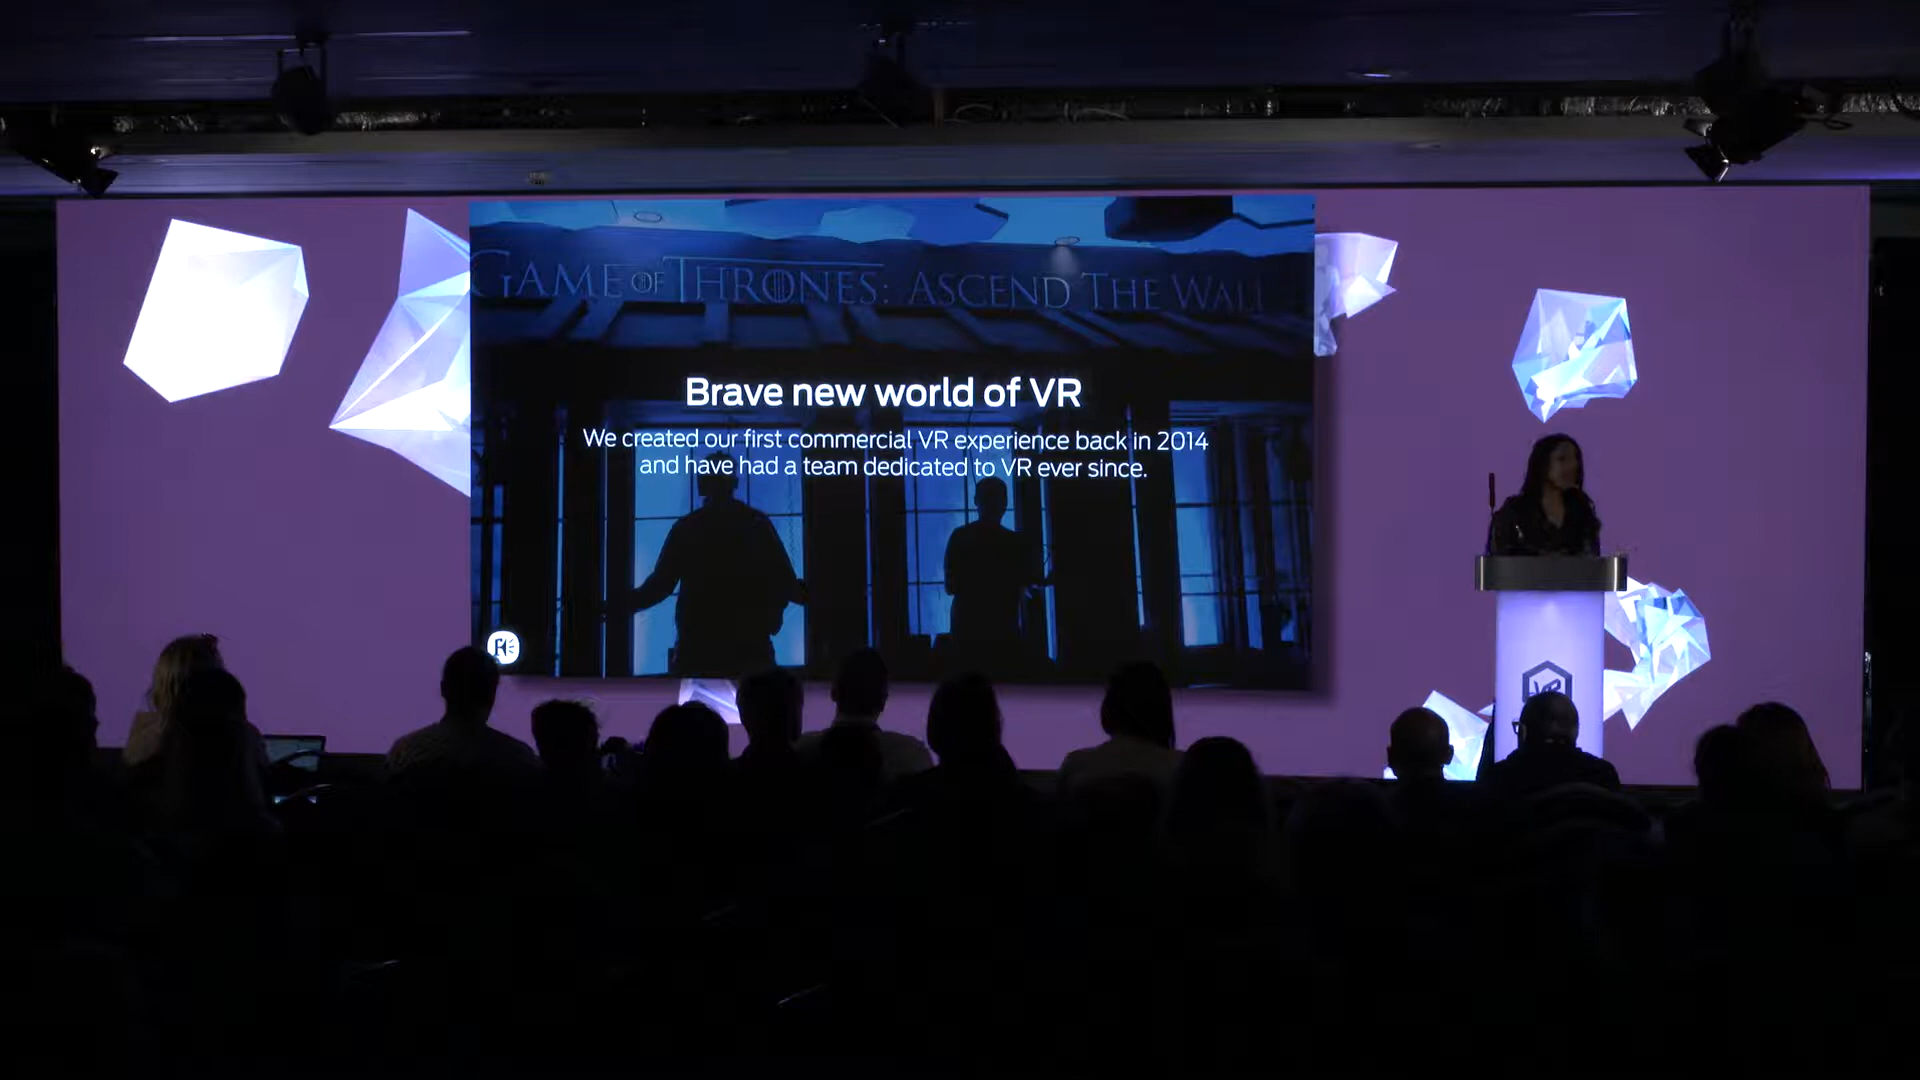 GAME OF THRONES: ASCEND THE WALL
Brave new world of VR
We created our first commercial VR experience back in 2014
and have had a team dedicated to VR ever since.
F
VR